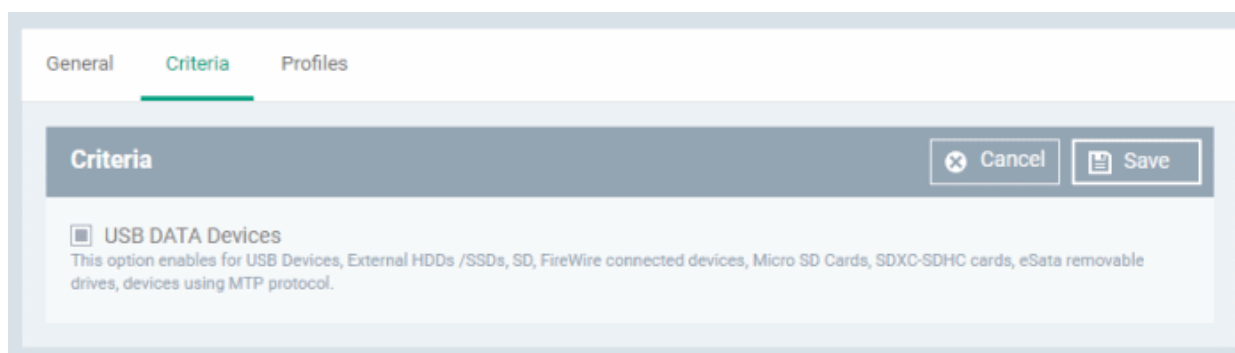 General Criteria Profiles
Criteria Cancel Save
USB DATA Devices
This option enables for USB Devices, External HDDs /SSDs, SD, FireWire connected devices, Micro SD Cards, SDXC-SDHC cards, eSata removable
drives, devices using MTP protocol.